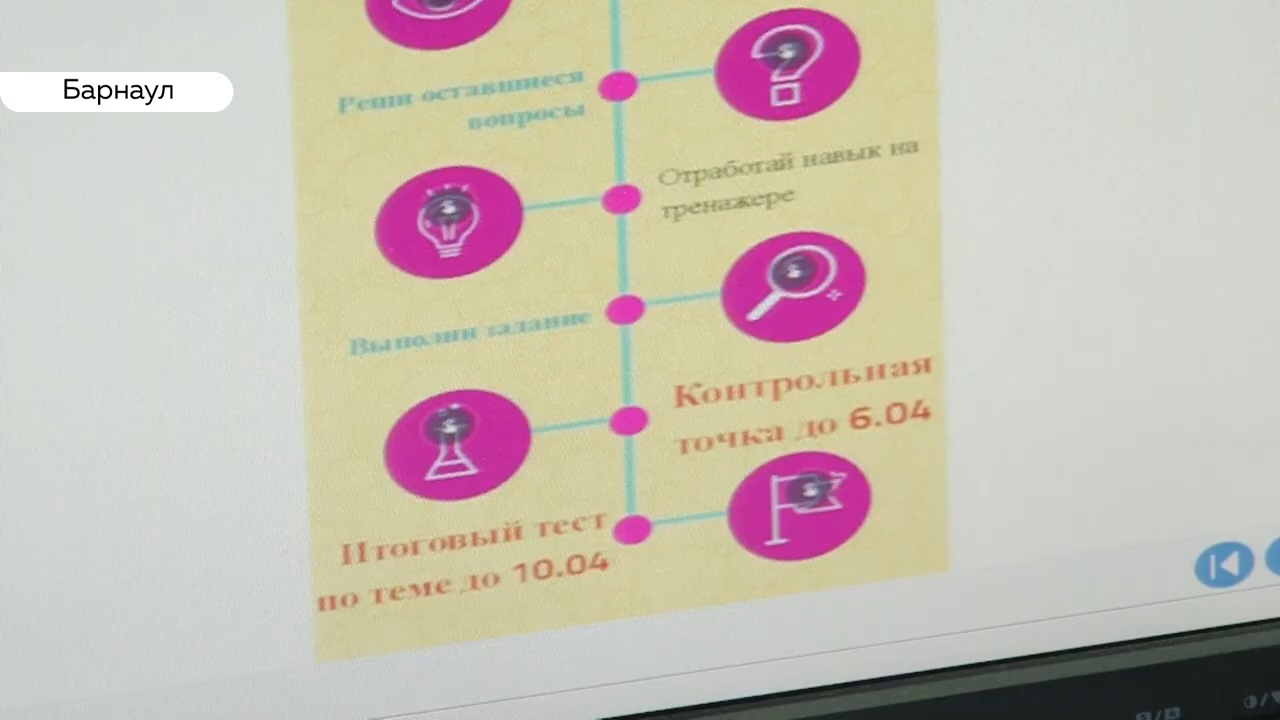 Барнаул
Реши оставшиеся
вопросы
Отработай навык на
тренажере
Выполни задание
Контрольная
точка до 6.04
Итоговый тест
по теме до 10.04